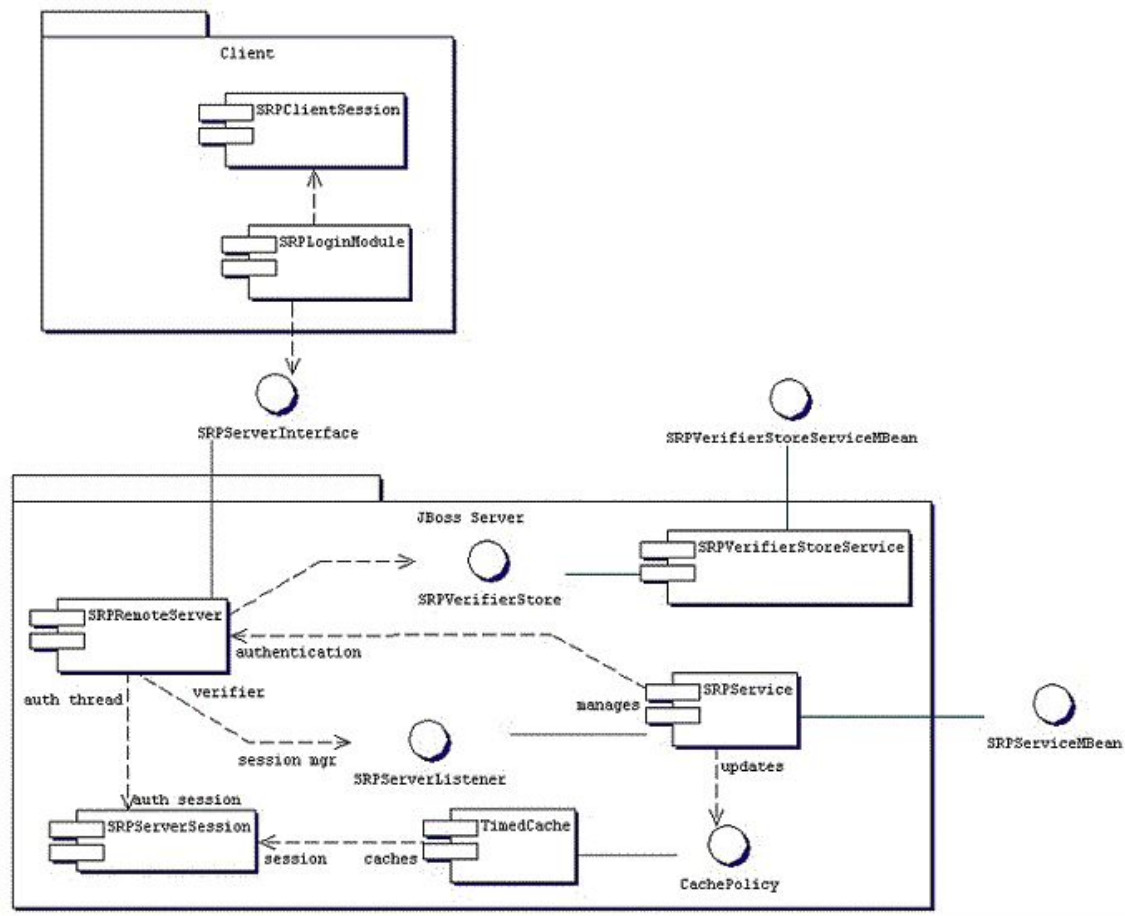 Client
SRPClientSession
SRPLoginModule
SRPServerInterface
SRPVerifierStoreServiceMBean
JBoss Server
SRPVerifierStoreService
SRPVerifierStore
SRPRemoteServer
authentication
auth thread
verifier
SRPService
manages
SRPServiceMBean
session mgr
SRPServerListener
updates
auth session
SRPServerSession
TimedCache
session
caches
CachePolicy